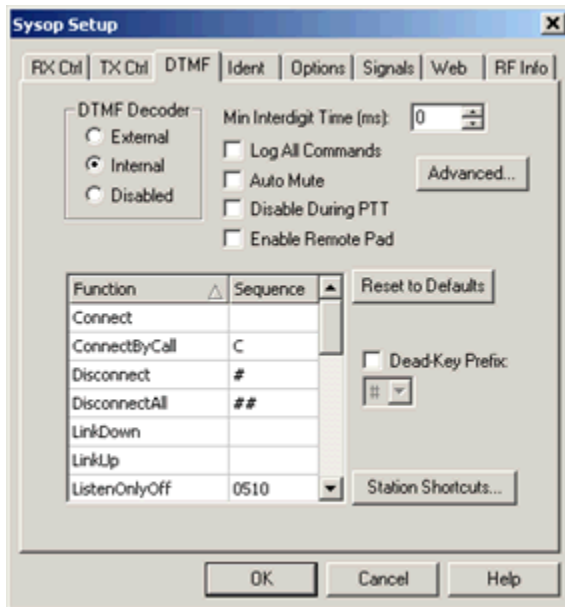 Sysop Setup
RX Ctrl TX Ctrl DTMF Ident Options Signals Web RF Info
DTMF Decoder
External
Internal
Disabled
Min Interdigit Time (ms): 0
Log All Commands
Auto Mute
Disable During PTT
Enable Remote Pad
Advanced...
Function Sequence
Connect
ConnectByCall C
Disconnect #
DisconnectAll ##
LinkDown
LinkUp
ListenOnlyOff 0510
Reset to Defaults
Dead-Key Prefix:
#
Station Shortcuts...
OK Cancel Help